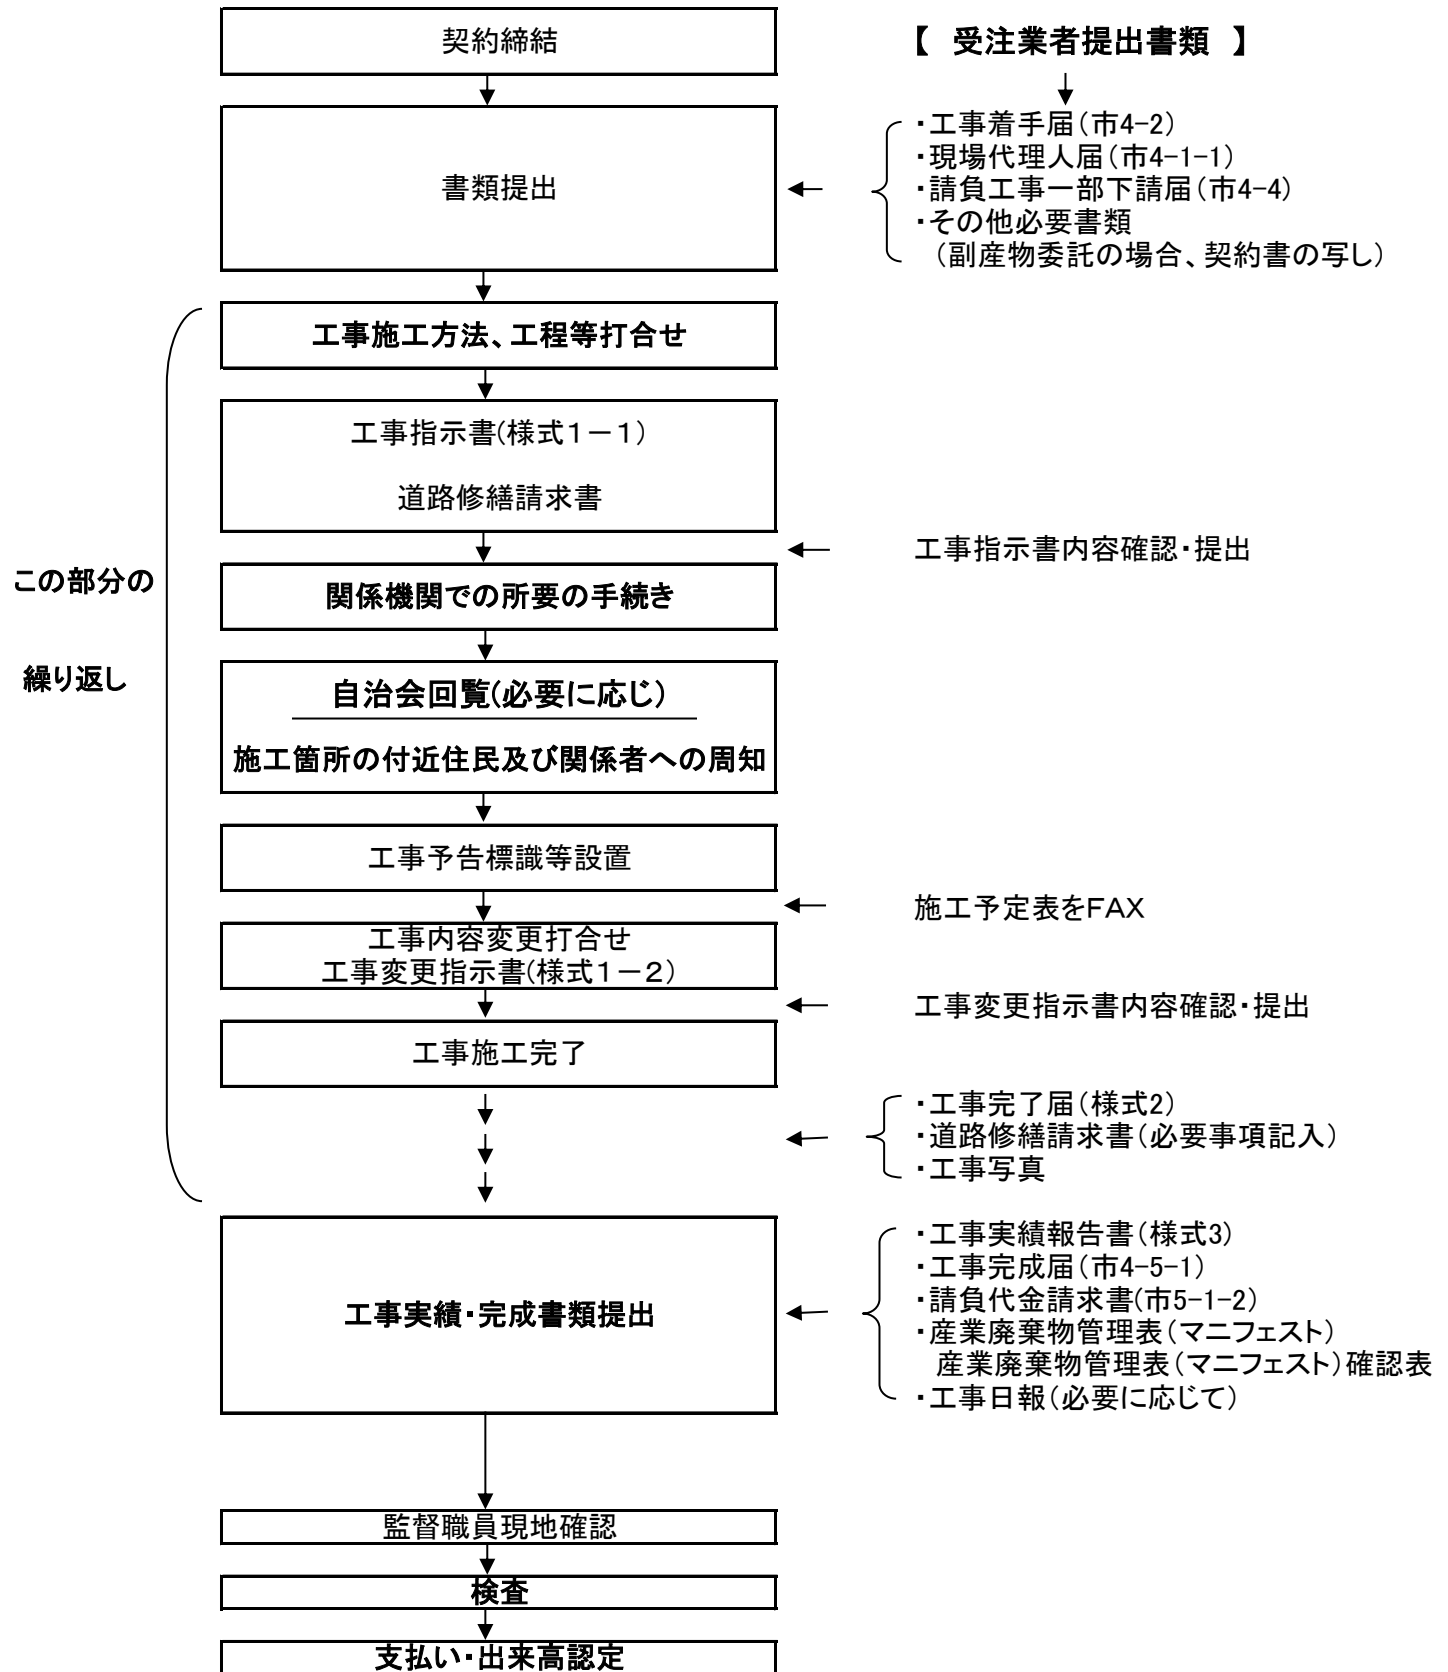 契約締結
【　受注業者提出書類　】
書類提出
・工事着手届（市4-2）
・現場代理人届（市4-1-1）
・請負工事一部下請届（市4-4）
・その他必要書類
（副産物委託の場合、契約書の写し）
工事施工方法、工程等打合せ
工事指示書(様式１－１)
道路修繕請求書
工事指示書内容確認・提出
この部分の
繰り返し
関係機関での所要の手続き
自治会回覧(必要に応じ)
施工箇所の付近住民及び関係者への周知
工事予告標識等設置
施工予定表をFAX
工事内容変更打合せ
工事変更指示書(様式１－２)
工事変更指示書内容確認・提出
工事施工完了
・工事完了届（様式2）
・道路修繕請求書（必要事項記入）
・工事写真
工事実績・完成書類提出
・工事実績報告書（様式3）
・工事完成届（市4-5-1）
・請負代金請求書(市5-1-2)
・産業廃棄物管理表（マニフェスト）
産業廃棄物管理表（マニフェスト）確認表
・工事日報（必要に応じて）
監督職員現地確認
検査
支払い・出来高認定